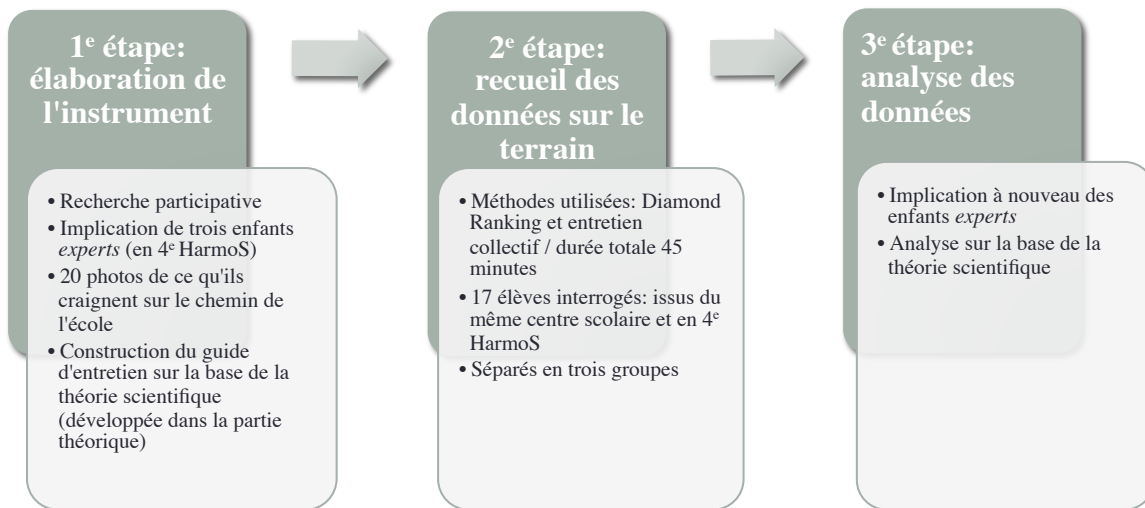 1e étape:
élaboration de
l'instrument
• Recherche participative
• Implication de trois enfants
experts (en 4e HarmoS)
• 20 photos de ce qu'ils
craignent sur le chemin de
l'école
• Construction du guide
d'entretien sur la base de la
théorie scientifique
(développée dans la partie
théorique)
2e étape:
recueil des
données sur le
terrain
• Méthodes utilisées: Diamond
Ranking et entretien
collectif / durée totale 45
minutes
• 17 élèves interrogés: issus du
même centre scolaire et en 4e
HarmoS
• Séparés en trois groupes
3e étape:
analyse des
données
• Implication à nouveau des
enfants experts
• Analyse sur la base de la
théorie scientifique